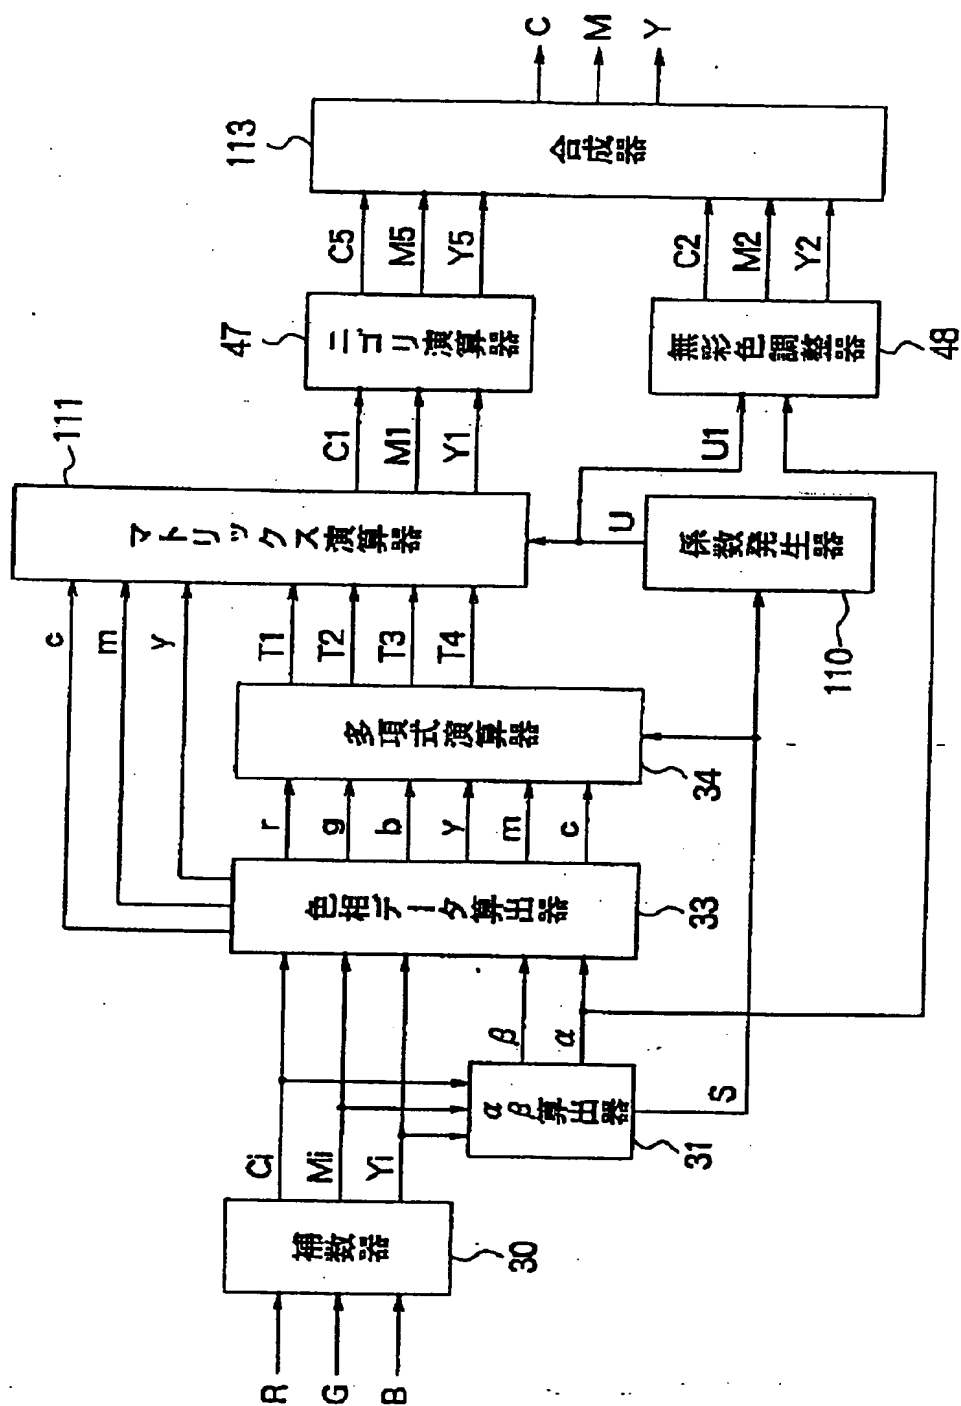 R
G
B
補数器
30
Ci
Mi
Yi
αβ算出器
31
β
α
S
色相データ算出器
33
r
g
b
y
m
c
多項式演算器
34
c
m
y
T1
T2
T3
T4
マトリックス演算器
111
係数発生器
110
U
U1
C1
M1
Y1
ニゴリ演算器
47
無彩色調整器
48
C5
M5
Y5
C2
M2
Y2
合成器
113
C
M
Y